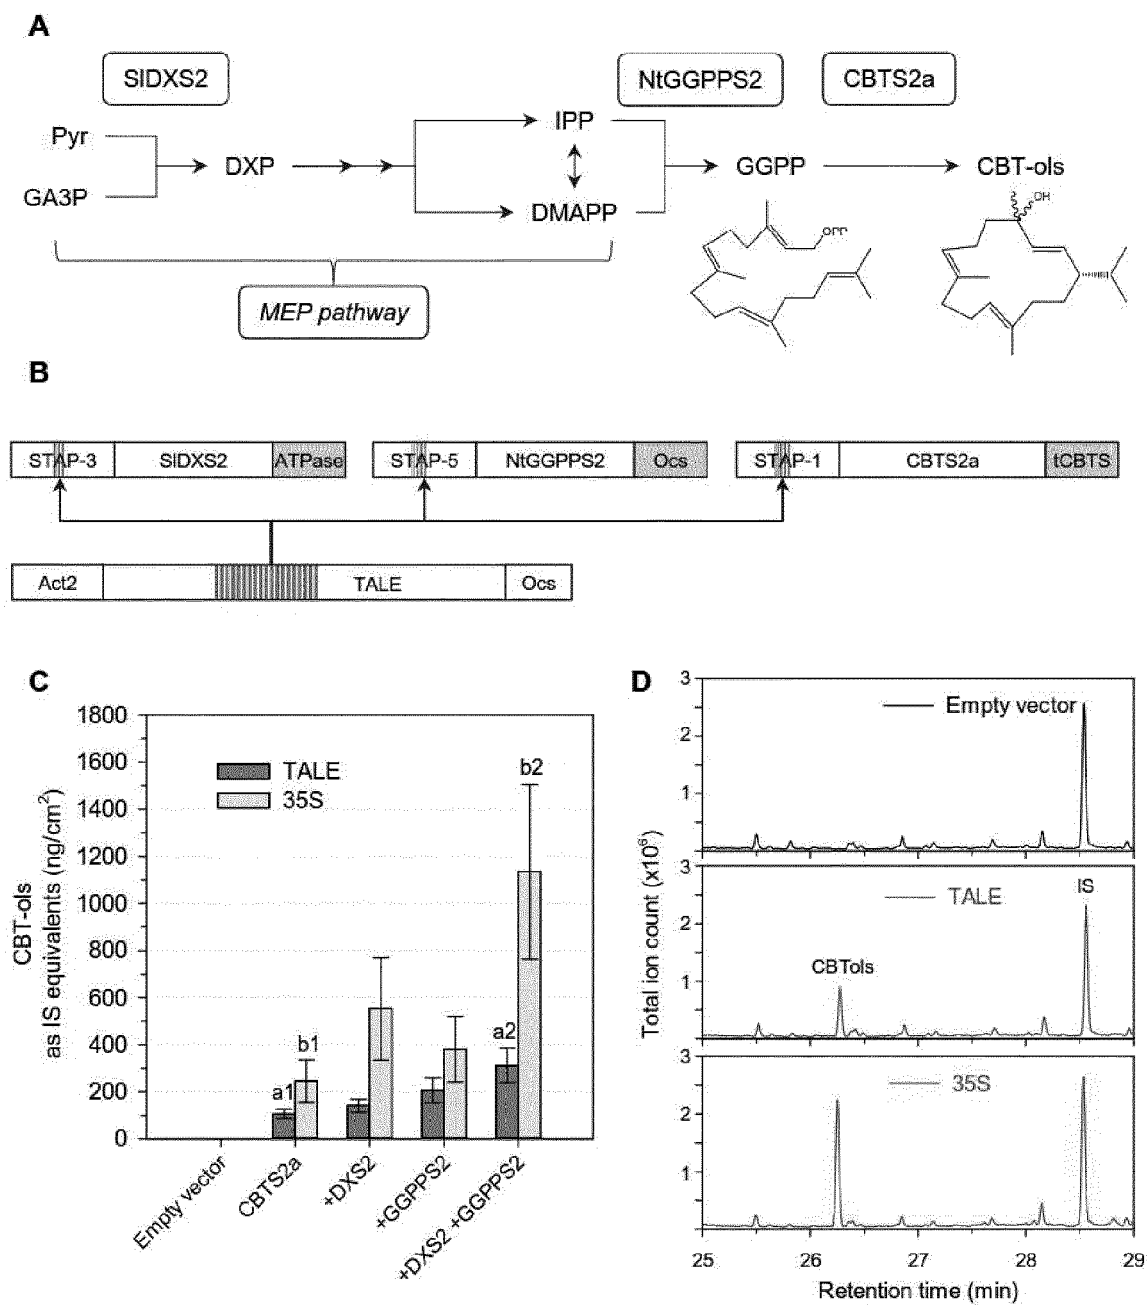 A
SlDXS2
NtGGPPS2
CBTS2a
Pyr
GA3P
DXP
IPP
DMAPP
GGPP
CBT-ols
OH
MEP pathway
B
STAP-3 SlDXS2 ATPase
STAP-5 NtGGPPS2 Ocs
STAP-1 CBTS2a tCBTS
Act2 TALE Ocs
C
CBT-ols
as IS equivalents (ng/cm²)
1800
1600
1400
1200
1000
800
600
400
200
0
TALE
35S
a1
b1
a2
b2
Empty vector
CBTS2a
+DXS2
+GGPPS2
+DXS2 +GGPPS2
D
Total ion count (x10⁶)
3
2
1
Empty vector
3
2
1
TALE
CBTols
IS
3
2
1
35S
25 26 27 28 29
Retention time (min)